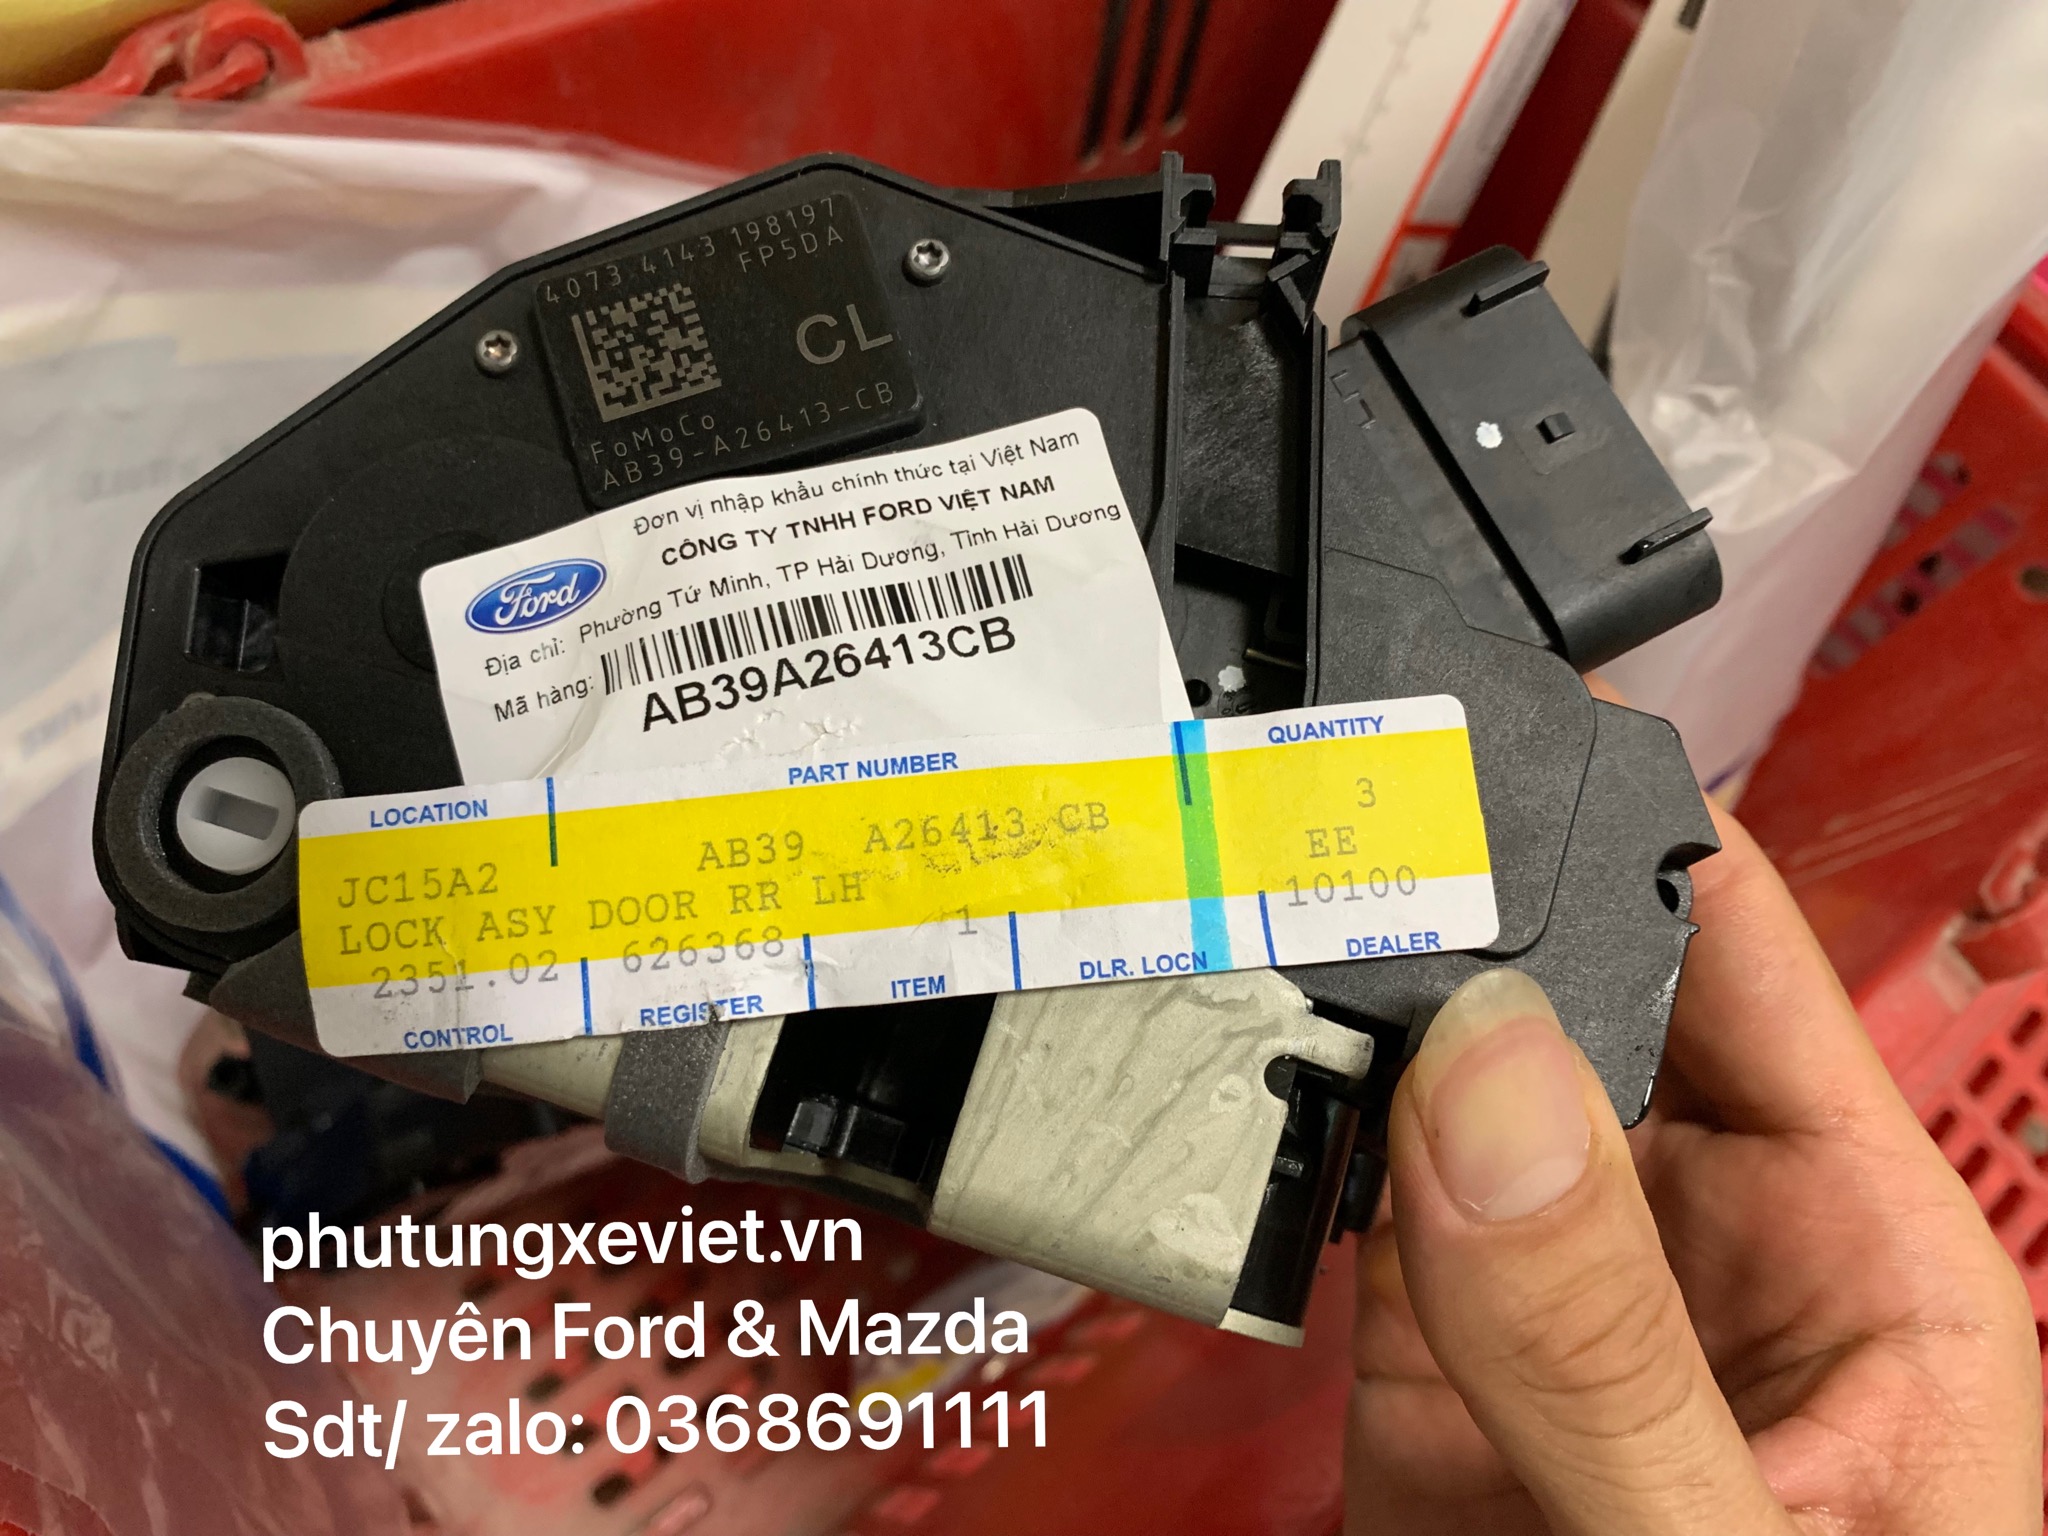 4073 4143 198197
FP5DA
CL
FoMoCo
AB39-A26413-CB
Đơn vị nhập khẩu chính thức tại Việt Nam
CÔNG TY TNHH FORD VIỆT NAM
Ford
Địa chỉ: Phường Tứ Minh, TP Hải Dương, Tỉnh Hải Dương
Mã hàng:
AB39A26413CB
LOCATION PART NUMBER QUANTITY
JC15A2 AB39 A26413 CB 3
LOCK ASY DOOR RR LH EE
2351.02 626368 1 10100
CONTROL REGISTER ITEM DLR. LOCN DEALER
phutungxeviet.vn
Chuyên Ford & Mazda
Sdt/ zalo: 0368691111